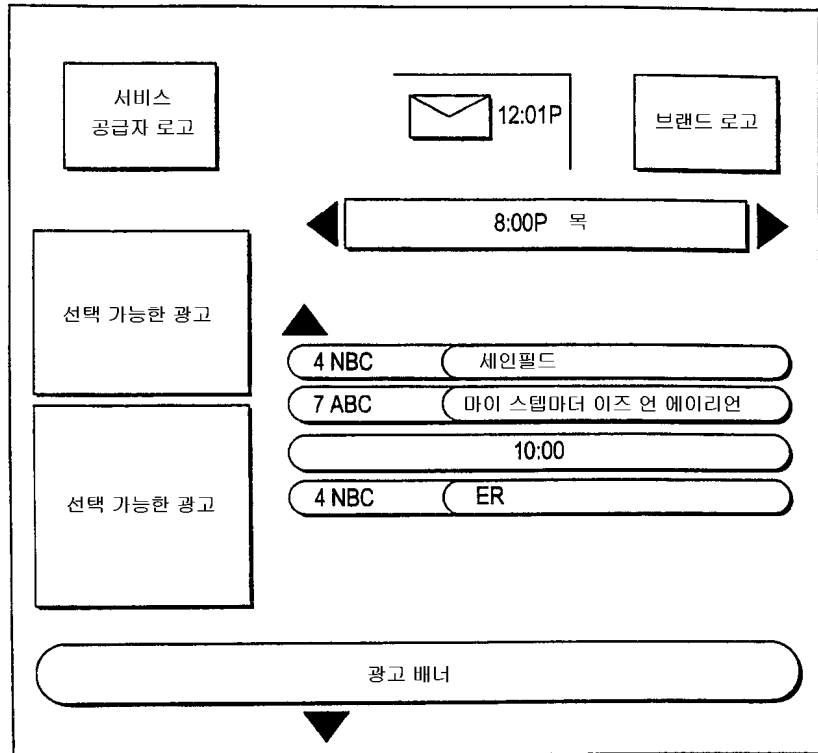 서비스
공급자 로고
12:01P
브랜드 로고
8:00P 목
선택 가능한 광고
4 NBC 세인필드
7 ABC 마이 스텝마더 이즈 언 에이리언
10:00
4 NBC ER
선택 가능한 광고
광고 배너